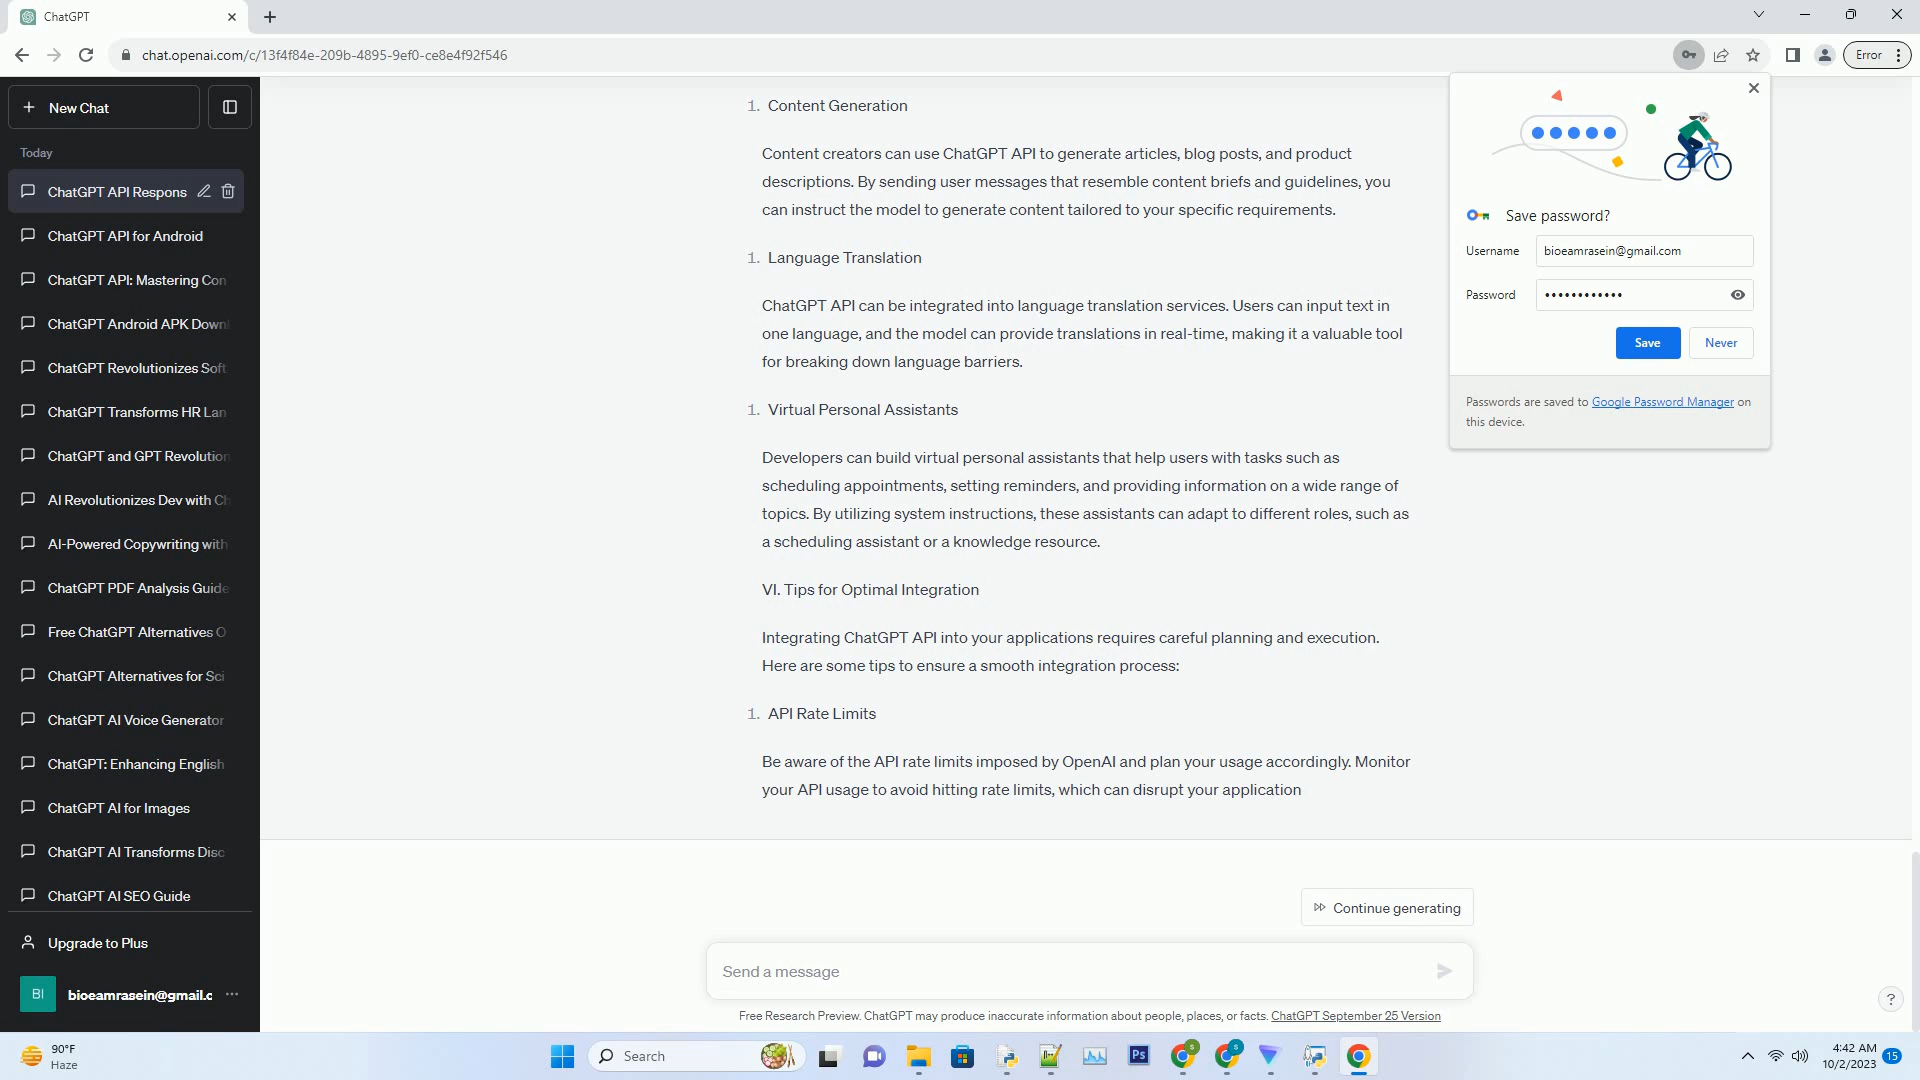 ChatGPT
chat.openai.com/c/13f4f84e-209b-4895-9ef0-ce8e4f92f546
Error
New Chat
Today
ChatGPT API Respons
ChatGPT API for Android
ChatGPT API: Mastering Con
ChatGPT Android APK Down
ChatGPT Revolutionizes Soft
ChatGPT Transforms HR Lan
ChatGPT and GPT Revolution
AI Revolutionizes Dev with Ch
AI-Powered Copywriting with
ChatGPT PDF Analysis Guide
Free ChatGPT Alternatives O
ChatGPT Alternatives for Sci
ChatGPT AI Voice Generator
ChatGPT: Enhancing English
ChatGPT AI for Images
ChatGPT AI Transforms Disc
ChatGPT AI SEO Guide
Upgrade to Plus
BI
bioeamrasein@gmail.c
1. Content Generation
Content creators can use ChatGPT API to generate articles, blog posts, and product
descriptions. By sending user messages that resemble content briefs and guidelines, you
can instruct the model to generate content tailored to your specific requirements.
1. Language Translation
ChatGPT API can be integrated into language translation services. Users can input text in
one language, and the model can provide translations in real-time, making it a valuable tool
for breaking down language barriers.
1. Virtual Personal Assistants
Developers can build virtual personal assistants that help users with tasks such as
scheduling appointments, setting reminders, and providing information on a wide range of
topics. By utilizing system instructions, these assistants can adapt to different roles, such as
a scheduling assistant or a knowledge resource.
VI. Tips for Optimal Integration
Integrating ChatGPT API into your applications requires careful planning and execution.
Here are some tips to ensure a smooth integration process:
1. API Rate Limits
Be aware of the API rate limits imposed by OpenAI and plan your usage accordingly. Monitor
your API usage to avoid hitting rate limits, which can disrupt your application
Continue generating
Send a message
Free Research Preview. ChatGPT may produce inaccurate information about people, places, or facts. ChatGPT September 25 Version
?
Save password?
Username bioeamrasein@gmail.com
Password ••••••••••••
Save Never
Passwords are saved to Google Password Manager on
this device.
90°F
Haze
Search
Ps
S
S
4:42 AM
10/2/2023
15